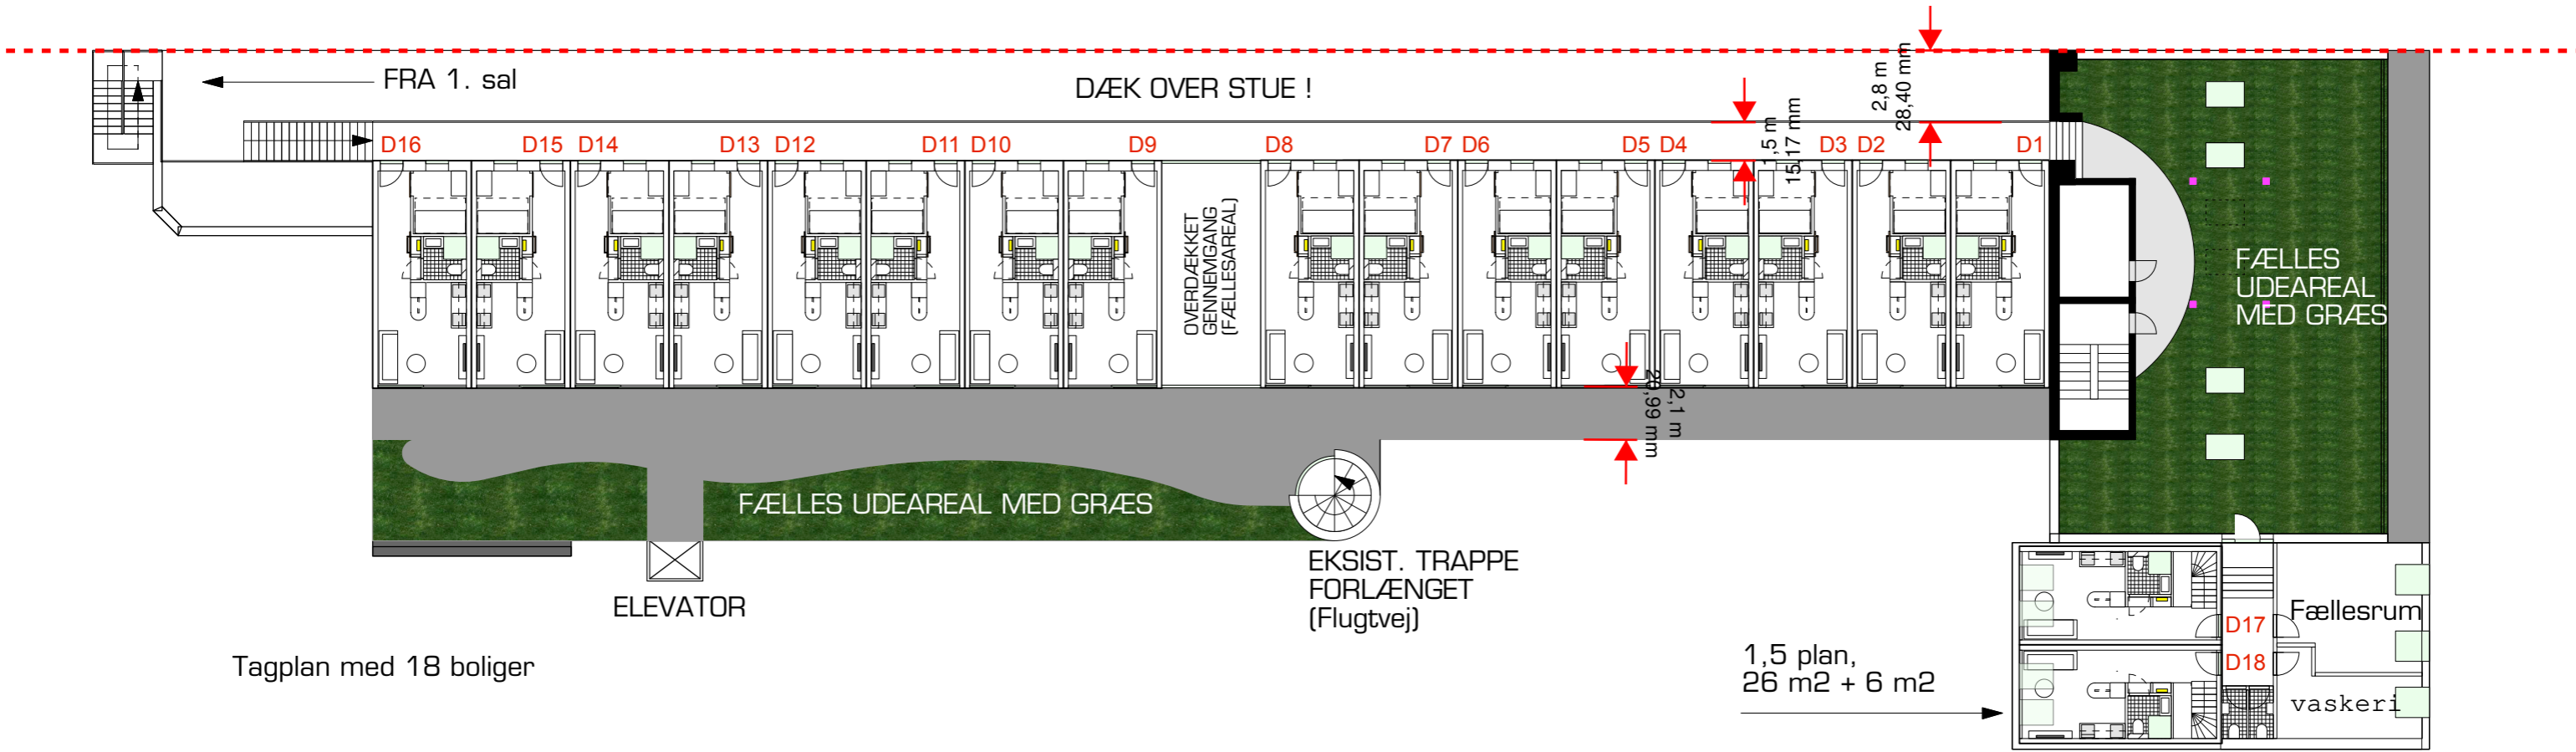 FRA 1. sal
DÆK OVER STUE !
2,8 m
28,40 mm
1,5 m
15,17 mm
D16
D15
D14
D13
D12
D11
D10
D9
D8
D7
D6
D5
D4
D3
D2
D1
OVERDÆKKET
GENNEMGANG
(FÆLLESAREAL)
FÆLLES
UDEAREAL
MED GRÆS
2,1 m
20,99 mm
FÆLLES UDEAREAL MED GRÆS
EKSIST. TRAPPE
FORLÆNGET
(Flugtvej)
ELEVATOR
Tagplan med 18 boliger
1,5 plan,
26 m2 + 6 m2
D17
D18
Fællesrum
vaskeri